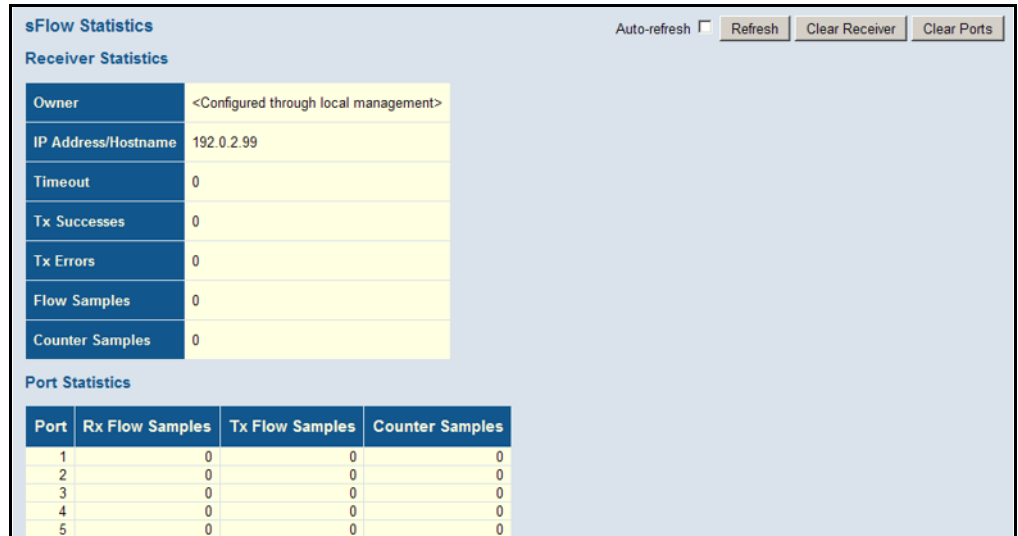 sFlow Statistics
Auto-refresh Refresh Clear Receiver Clear Ports
Receiver Statistics
Owner <Configured through local management>
IP Address/Hostname 192.0.2.99
Timeout 0
Tx Successes 0
Tx Errors 0
Flow Samples 0
Counter Samples 0
Port Statistics
Port Rx Flow Samples Tx Flow Samples Counter Samples
1 0 0 0
2 0 0 0
3 0 0 0
4 0 0 0
5 0 0 0